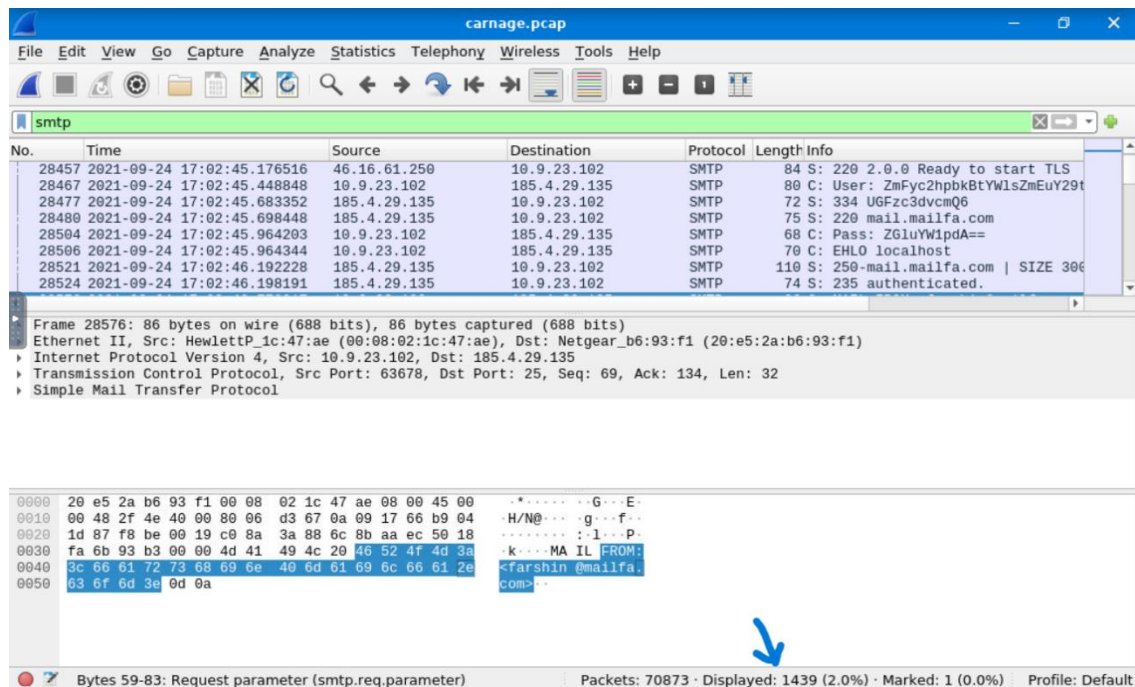 carnage.pcap
File Edit View Go Capture Analyze Statistics Telephony Wireless Tools Help
smtp
No. Time Source Destination Protocol Length Info
28457 2021-09-24 17:02:45.176516 46.16.61.250 10.9.23.102 SMTP 84 S: 220 2.0.0 Ready to start TLS
28467 2021-09-24 17:02:45.448848 10.9.23.102 185.4.29.135 SMTP 80 C: User: ZmFyc2hpbkBtYWlsZmEuY29t
28477 2021-09-24 17:02:45.683352 185.4.29.135 10.9.23.102 SMTP 72 S: 334 UGFzc3dvcmQ6
28480 2021-09-24 17:02:45.698448 185.4.29.135 10.9.23.102 SMTP 75 S: 220 mail.mailfa.com
28504 2021-09-24 17:02:45.964203 10.9.23.102 185.4.29.135 SMTP 68 C: Pass: ZGluYW1pdA==
28506 2021-09-24 17:02:45.964344 10.9.23.102 185.4.29.135 SMTP 70 C: EHLO localhost
28521 2021-09-24 17:02:46.192228 185.4.29.135 10.9.23.102 SMTP 110 S: 250-mail.mailfa.com | SIZE 300
28524 2021-09-24 17:02:46.198191 185.4.29.135 10.9.23.102 SMTP 74 S: 235 authenticated.
Frame 28576: 86 bytes on wire (688 bits), 86 bytes captured (688 bits)
Ethernet II, Src: HewlettP_1c:47:ae (00:08:02:1c:47:ae), Dst: Netgear_b6:93:f1 (20:e5:2a:b6:93:f1)
Internet Protocol Version 4, Src: 10.9.23.102, Dst: 185.4.29.135
Transmission Control Protocol, Src Port: 63678, Dst Port: 25, Seq: 69, Ack: 134, Len: 32
Simple Mail Transfer Protocol
0000 20 e5 2a b6 93 f1 00 08 02 1c 47 ae 08 00 45 00 ·*····· ··G···E·
0010 00 48 2f 4e 40 00 80 06 d3 67 0a 09 17 66 b9 04 ·H/N@··· ·g···f··
0020 1d 87 f8 be 00 19 c0 8a 3a 88 6c 8b aa ec 50 18 ········ :·l···P·
0030 fa 6b 93 b3 00 00 4d 41 49 4c 20 46 52 4f 4d 3a ·k····MA IL FROM:
0040 3c 66 61 72 73 68 69 6e 40 6d 61 69 6c 66 61 2e <farshin @mailfa.
0050 63 6f 6d 3e 0d 0a com>··
Bytes 59-83: Request parameter (smtp.req.parameter) Packets: 70873 · Displayed: 1439 (2.0%) · Marked: 1 (0.0%) Profile: Default